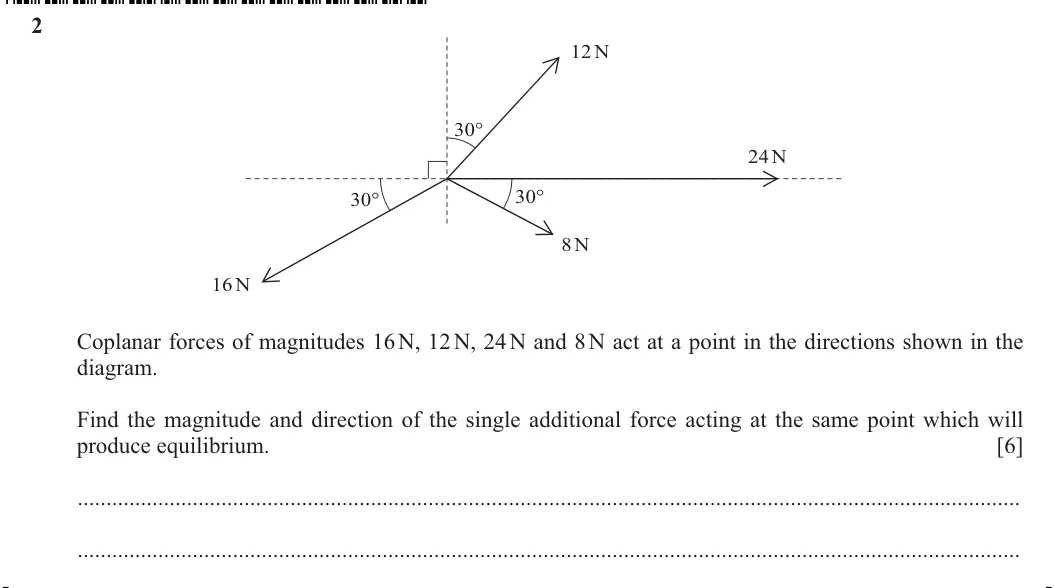 2
12 N
30°
24 N
30°
30°
8 N
16 N
Coplanar forces of magnitudes 16 N, 12 N, 24 N and 8 N act at a point in the directions shown in the
diagram.
Find the magnitude and direction of the single additional force acting at the same point which will
produce equilibrium. [6]